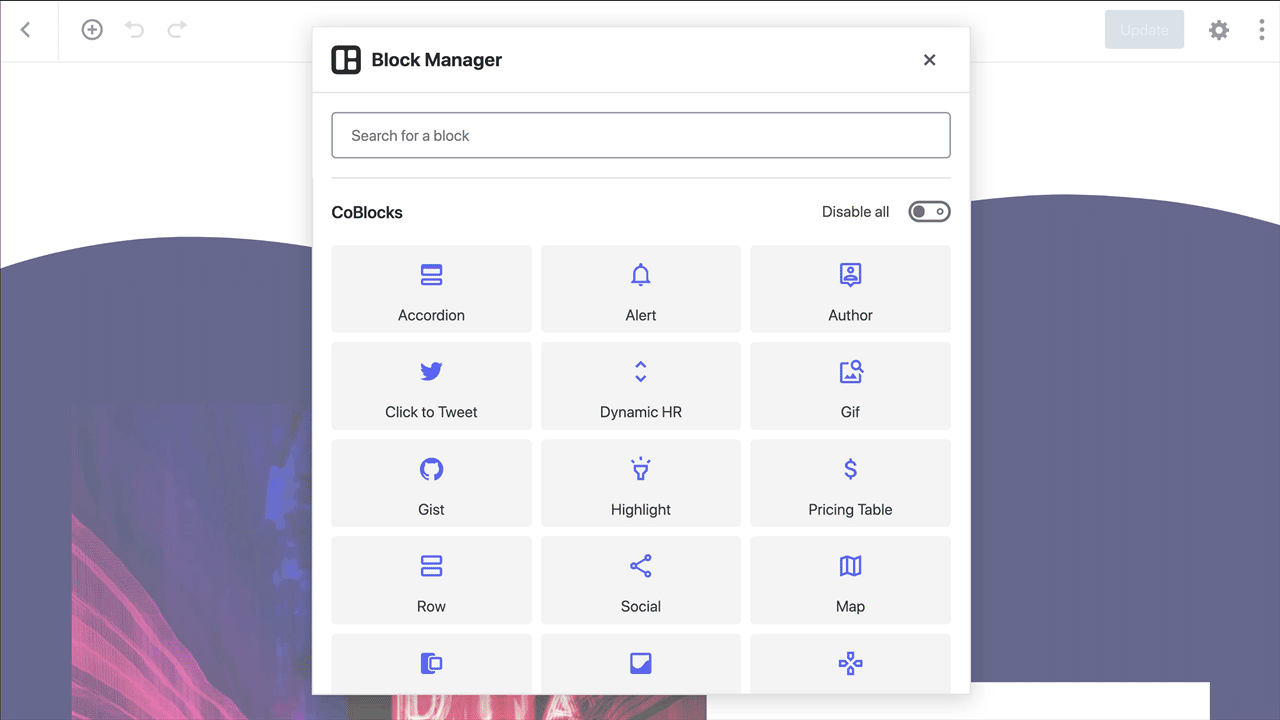 Update
Block Manager
Search for a block
CoBlocks
Disable all
Accordion
Alert
Author
Click to Tweet
Dynamic HR
Gif
Gist
Highlight
Pricing Table
Row
Social
Map